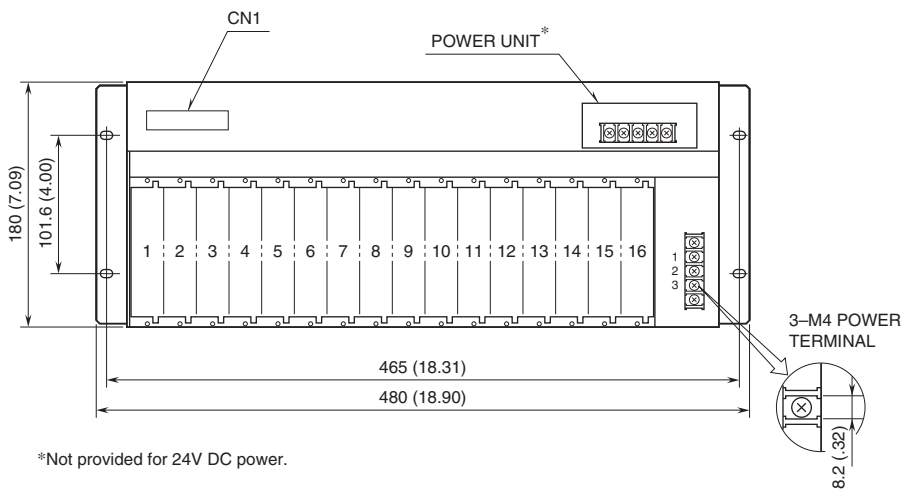 CN1
POWER UNIT*
180 (7.09)
101.6 (4.00)
1 2 3 4 5 6 7 8 9 10 11 12 13 14 15 16
1
2
3
3–M4 POWER
TERMINAL
465 (18.31)
480 (18.90)
8.2 (.32)
*Not provided for 24V DC power.